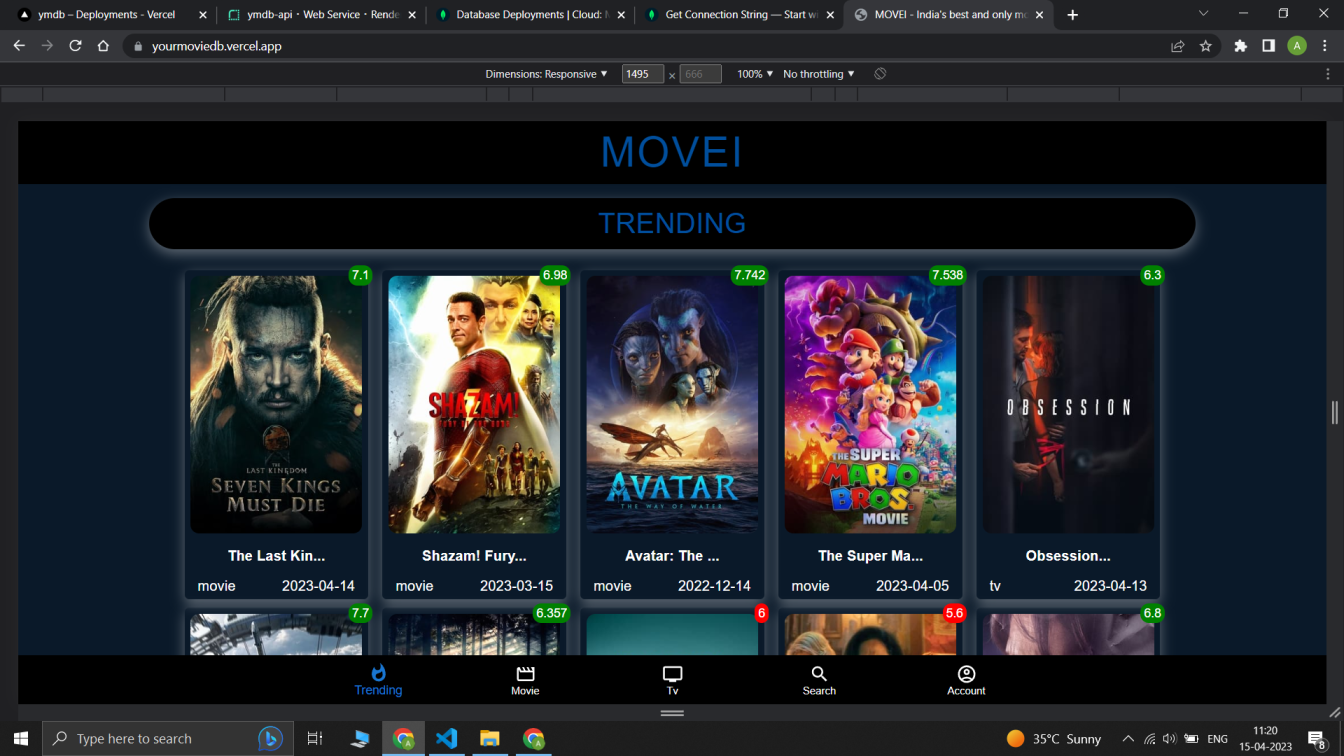 ymdb – Deployments - Vercel
ymdb-api · Web Service · Rende
Database Deployments | Cloud: M
Get Connection String — Start wi
MOVEI - India's best and only mo
yourmoviedb.vercel.app
A
Dimensions: Responsive ▼ 1495 × 666 100% ▼ No throttling ▼
MOVEI
TRENDING
7.1 6.98 7.742 7.538 6.3
THE LAST KINGDOM
SEVEN KINGS
MUST DIE
SHAZAM!
FURY OF THE GODS
AVATAR
THE WAY OF WATER
THE SUPER
MARIO
BROS.
MOVIE
OBSESSION
The Last Kin... Shazam! Fury... Avatar: The ... The Super Ma... Obsession...
movie 2023-04-14 movie 2023-03-15 movie 2022-12-14 movie 2023-04-05 tv 2023-04-13
7.7 6.357 6 5.6 6.8
Trending Movie Tv Search Account
Type here to search
35°C Sunny
ENG
11:20
15-04-2023